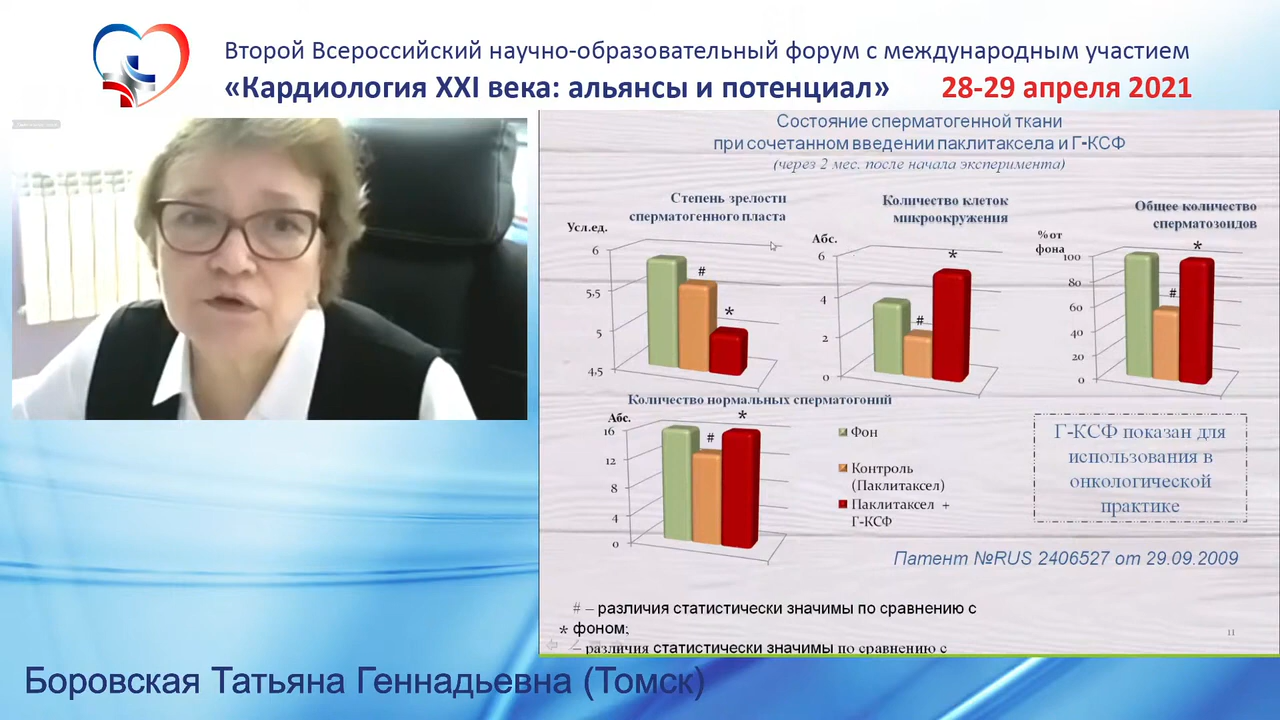 Второй Всероссийский научно-образовательный форум с международным участием
«Кардиология XXI века: альянсы и потенциал» 28-29 апреля 2021
Состояние сперматогенной ткани
при сочетанном введении паклитаксела и Г-КСФ
(через 2 мес. после начала эксперимента)
Степень зрелости
сперматогенного пласта
Усл.ед.
6
5,5
5
4,5
#
*
Количество клеток
микроокружения
Абс.
6
4
2
0
#
*
Общее количество
сперматозоидов
% от
фона
100
80
60
40
20
0
#
*
Количество нормальных сперматогоний
Абс.
16
12
8
4
0
#
*
Фон
Контроль
(Паклитаксел)
Паклитаксел +
Г-КСФ
Г-КСФ показан для
использования в
онкологической
практике
Патент №RUS 2406527 от 29.09.2009
# – различия статистически значимы по сравнению с
* фоном;
– различия статистически значимы по сравнению с
11
Боровская Татьяна Геннадьевна (Томск)